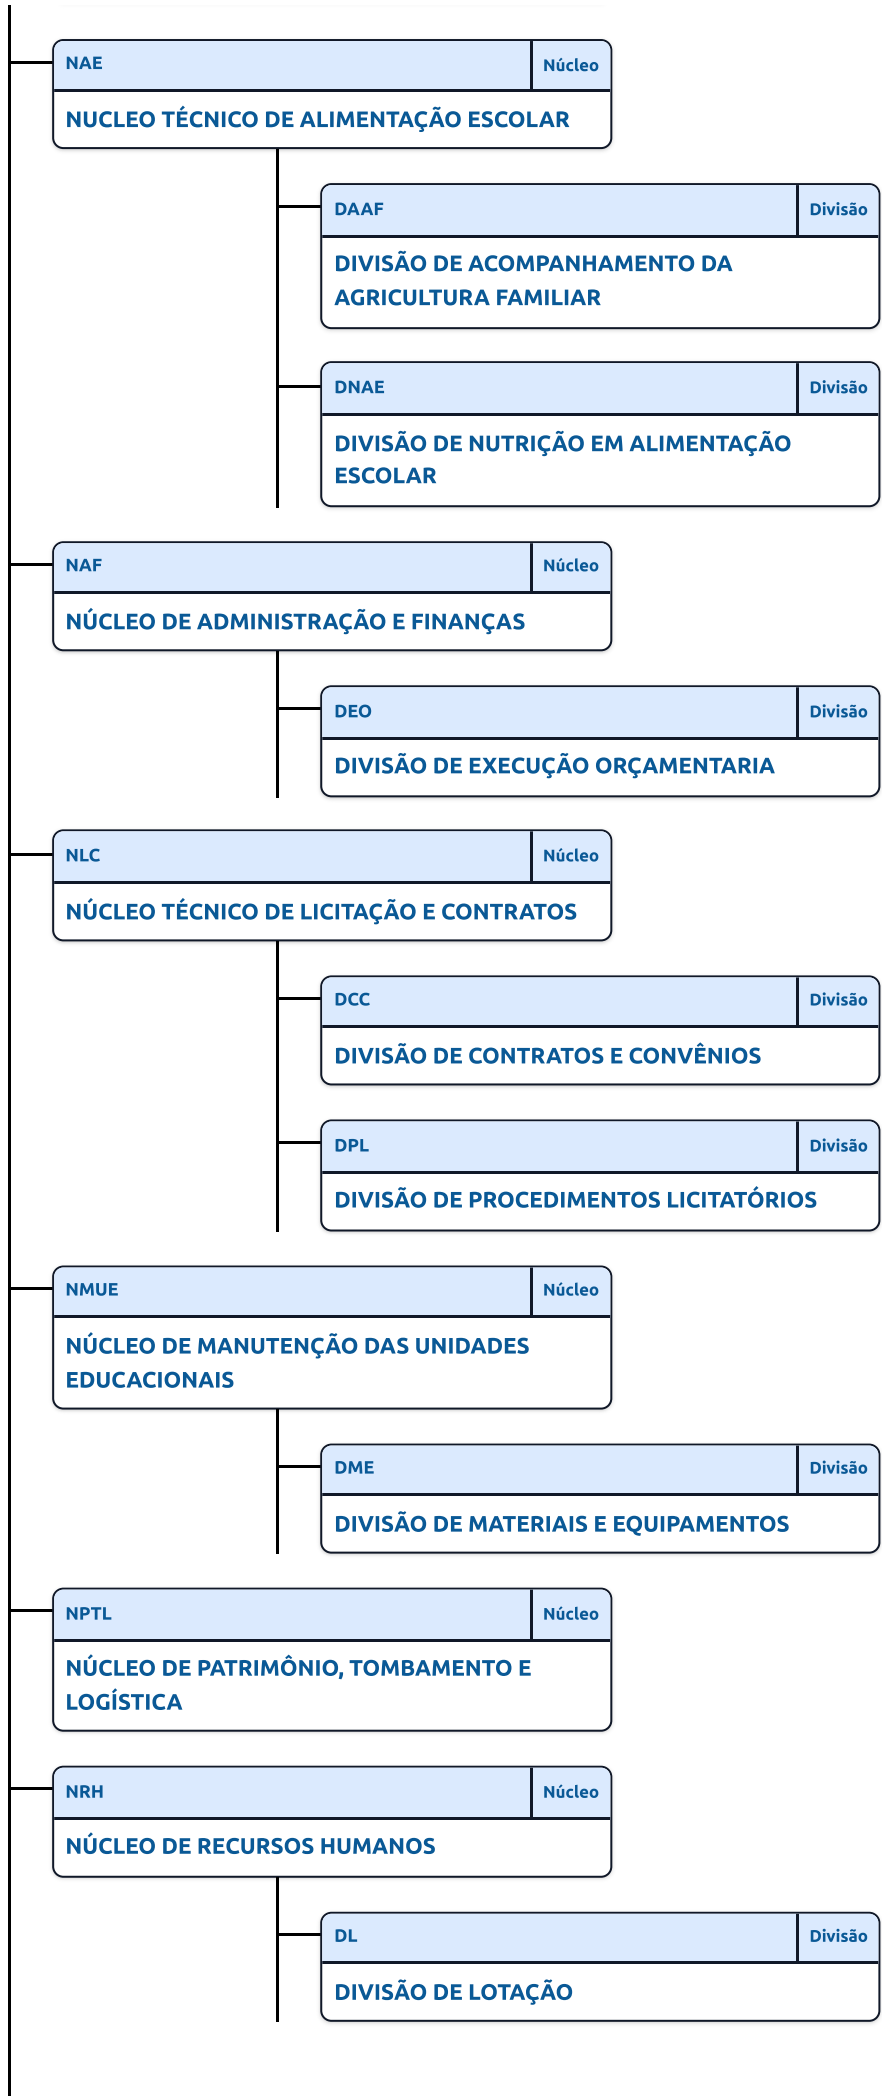 NAE
Núcleo
NUCLEO TÉCNICO DE ALIMENTAÇÃO ESCOLAR
DAAF
Divisão
DIVISÃO DE ACOMPANHAMENTO DA
AGRICULTURA FAMILIAR
DNAE
Divisão
DIVISÃO DE NUTRIÇÃO EM ALIMENTAÇÃO
ESCOLAR
NAF
Núcleo
NÚCLEO DE ADMINISTRAÇÃO E FINANÇAS
DEO
Divisão
DIVISÃO DE EXECUÇÃO ORÇAMENTARIA
NLC
Núcleo
NÚCLEO TÉCNICO DE LICITAÇÃO E CONTRATOS
DCC
Divisão
DIVISÃO DE CONTRATOS E CONVÊNIOS
DPL
Divisão
DIVISÃO DE PROCEDIMENTOS LICITATÓRIOS
NMUE
Núcleo
NÚCLEO DE MANUTENÇÃO DAS UNIDADES
EDUCACIONAIS
DME
Divisão
DIVISÃO DE MATERIAIS E EQUIPAMENTOS
NPTL
Núcleo
NÚCLEO DE PATRIMÔNIO, TOMBAMENTO E
LOGÍSTICA
NRH
Núcleo
NÚCLEO DE RECURSOS HUMANOS
DL
Divisão
DIVISÃO DE LOTAÇÃO